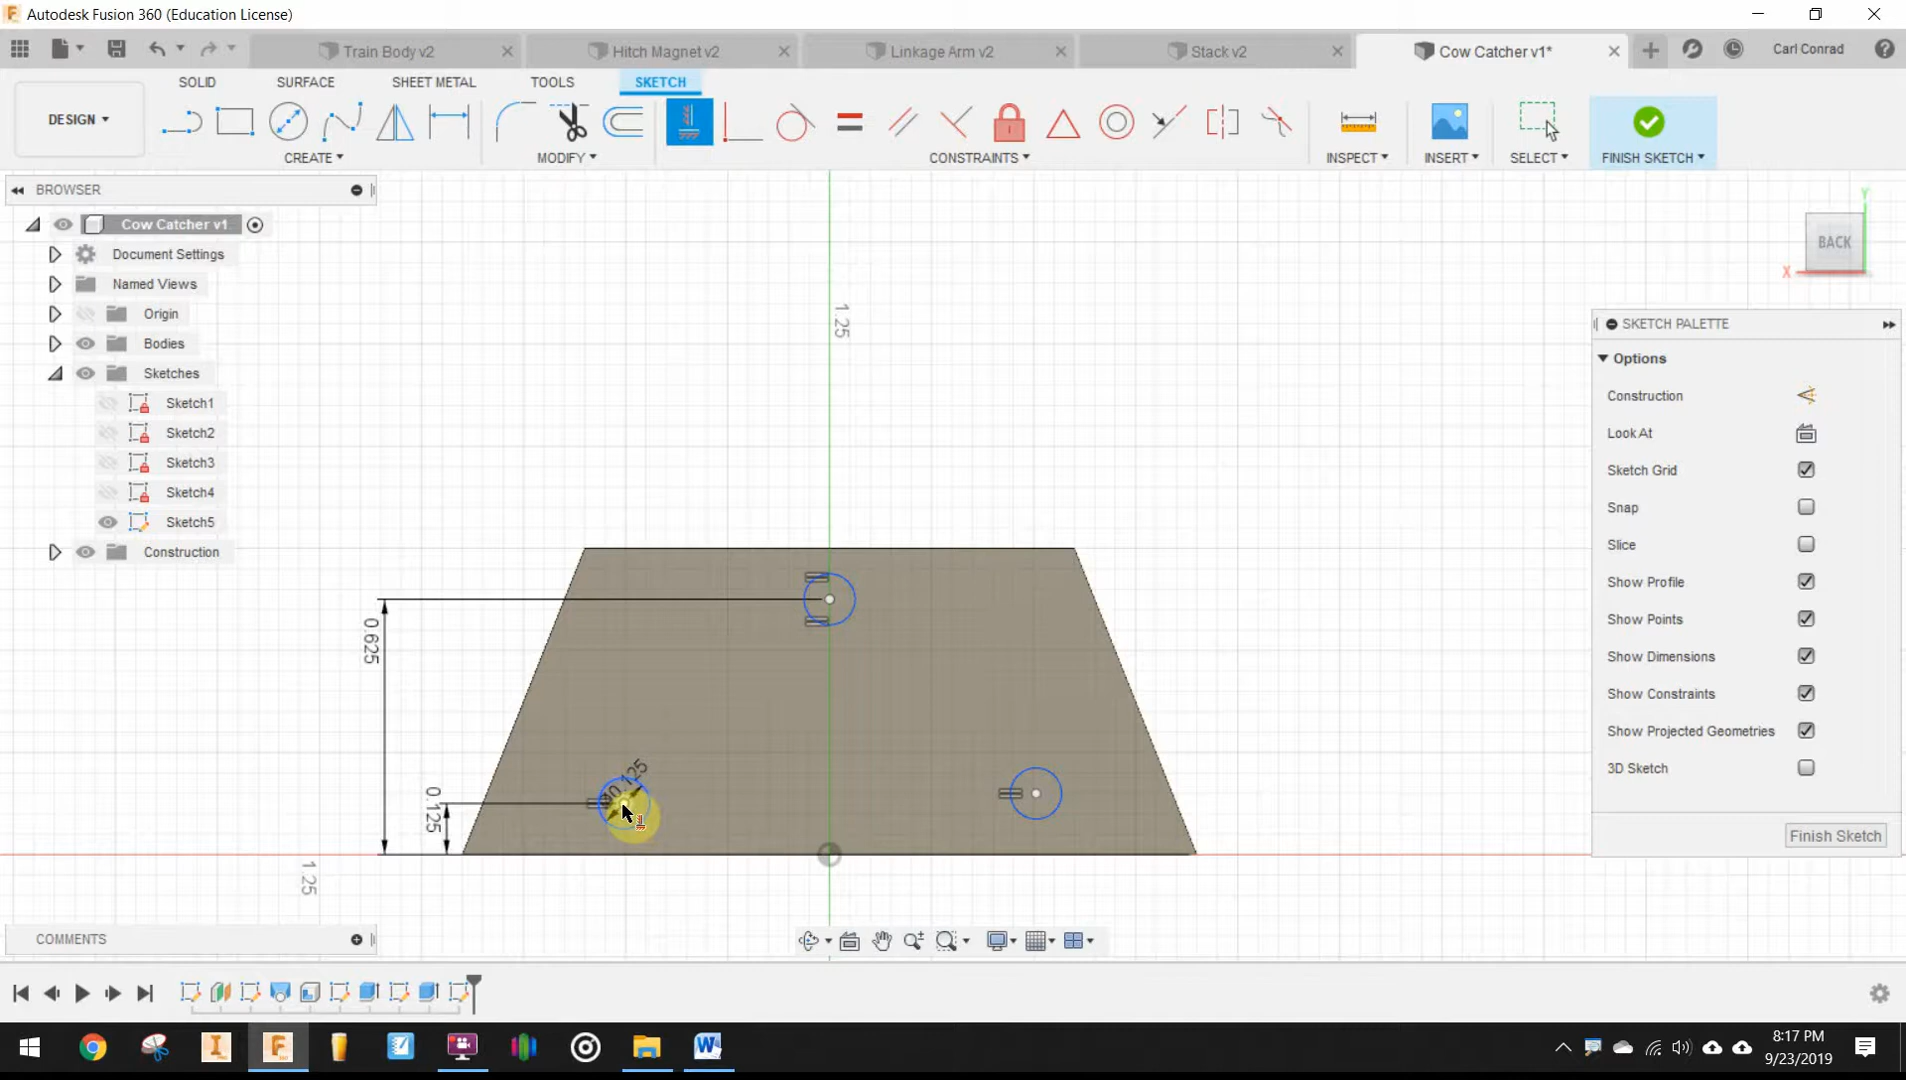 Autodesk Fusion 360 (Education License)
Train Body v2
Hitch Magnet v2
Linkage Arm v2
Stack v2
Cow Catcher v1*
Carl Conrad
SOLID
SURFACE
SHEET METAL
TOOLS
SKETCH
DESIGN
CREATE
MODIFY
CONSTRAINTS
INSPECT
INSERT
SELECT
FINISH SKETCH
BROWSER
Cow Catcher v1
Document Settings
Named Views
Origin
Bodies
Sketches
Sketch1
Sketch2
Sketch3
Sketch4
Sketch5
Construction
1.25
Y
BACK
X
SKETCH PALETTE
Options
Construction
Look At
Sketch Grid
Snap
Slice
Show Profile
Show Points
Show Dimensions
Show Constraints
Show Projected Geometries
3D Sketch
Finish Sketch
0.625
0.125
Ø0.125
1.25
COMMENTS
8:17 PM
9/23/2019